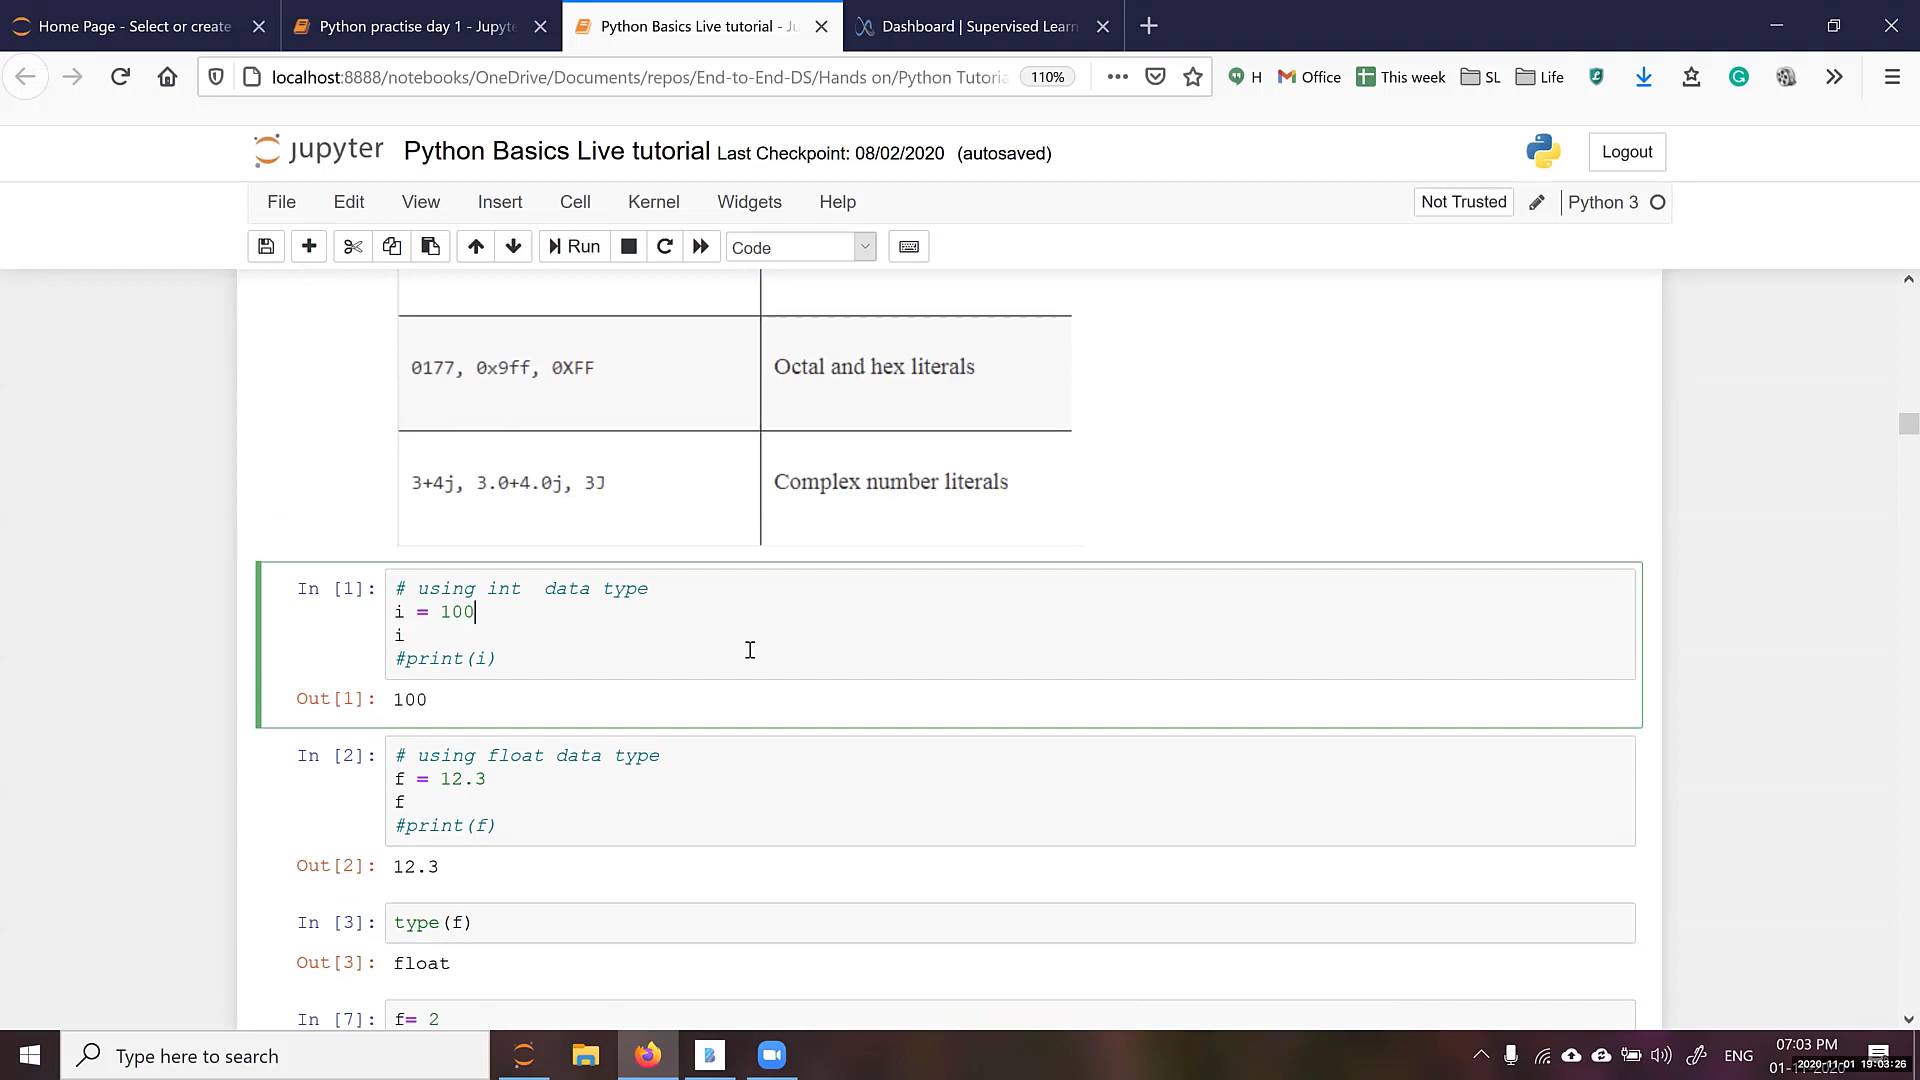 Home Page - Select or create
Python practise day 1 - Jupyte
Python Basics Live tutorial - Ju
Dashboard | Supervised Learn
localhost:8888/notebooks/OneDrive/Documents/repos/End-to-End-DS/Hands on/Python Tutoria
110%
H
Office
This week
SL
Life
jupyter
Python Basics Live tutorial Last Checkpoint: 08/02/2020 (autosaved)
Logout
File Edit View Insert Cell Kernel Widgets Help
Not Trusted
Python 3
Run
Code
0177, 0x9ff, 0XFF
Octal and hex literals
3+4j, 3.0+4.0j, 3J
Complex number literals
In [1]:
# using int  data type
i = 100
i
#print(i)
Out[1]: 100
In [2]:
# using float data type
f = 12.3
f
#print(f)
Out[2]: 12.3
In [3]: type(f)
Out[3]: float
In [7]: f= 2
Type here to search
ENG
07:03 PM
2020-11-01 19:03:26